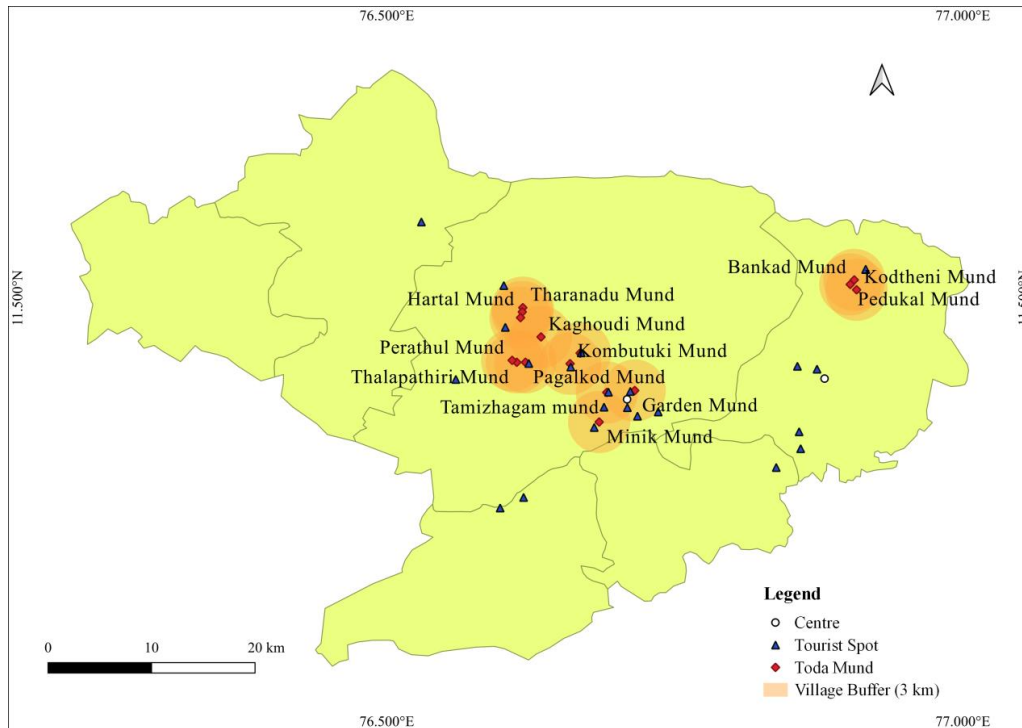 76.500°E
77.000°E
11.500°N
11.500°N
Bankad Mund
Kodtheni Mund
Pedukal Mund
Hartal Mund
Tharanadu Mund
Kaghoudi Mund
Perathul Mund
Kombutuki Mund
Thalapathiri Mund
Pagalkod Mund
Tamizhagam mund
Garden Mund
Minik Mund
Legend
Centre
Tourist Spot
Toda Mund
Village Buffer (3 km)
0
10
20 km
76.500°E
77.000°E